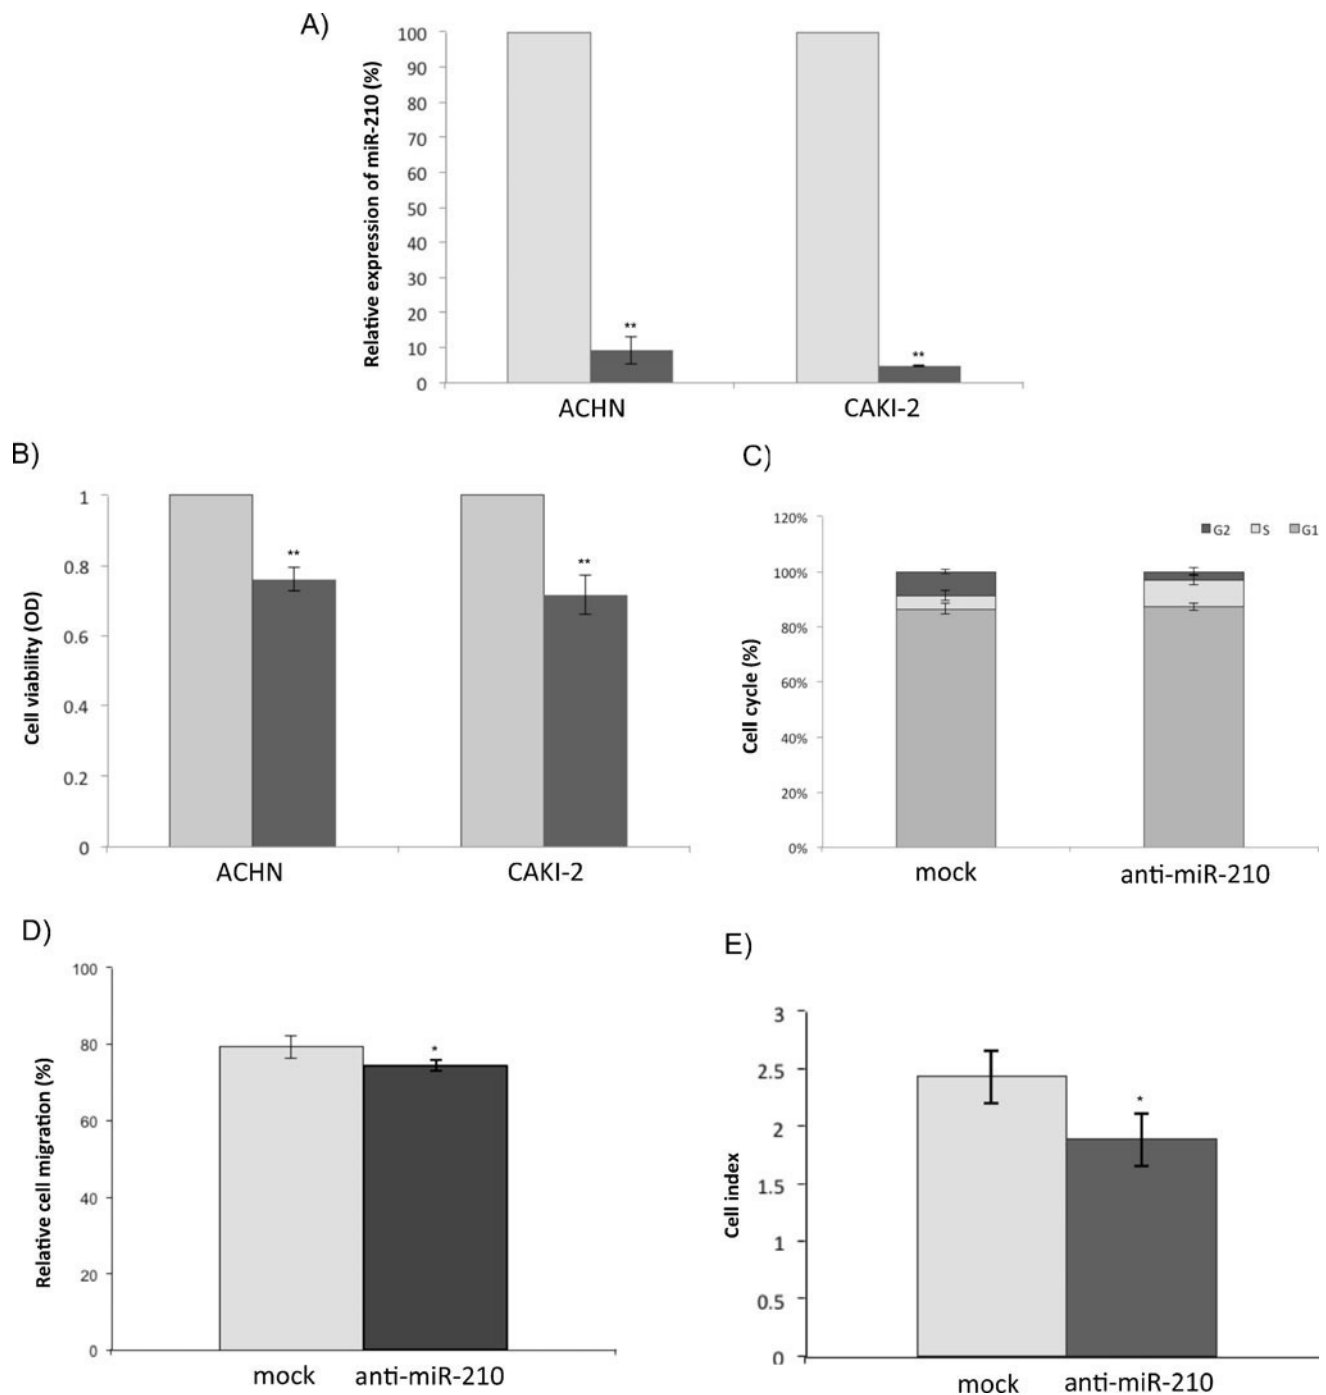 A)
Relative expression of miR-210 (%)
100
90
80
70
60
50
40
30
20
10
0
**
**
ACHN
CAKI-2
B)
Cell viability (OD)
1
0.8
0.6
0.4
0.2
0
**
**
ACHN
CAKI-2
C)
Cell cycle (%)
120%
100%
80%
60%
40%
20%
0%
G2 S G1
mock
anti-miR-210
D)
Relative cell migration (%)
100
80
60
40
20
0
*
mock
anti-miR-210
E)
Cell index
3
2.5
2
1.5
1
0.5
0
*
mock
anti-miR-210